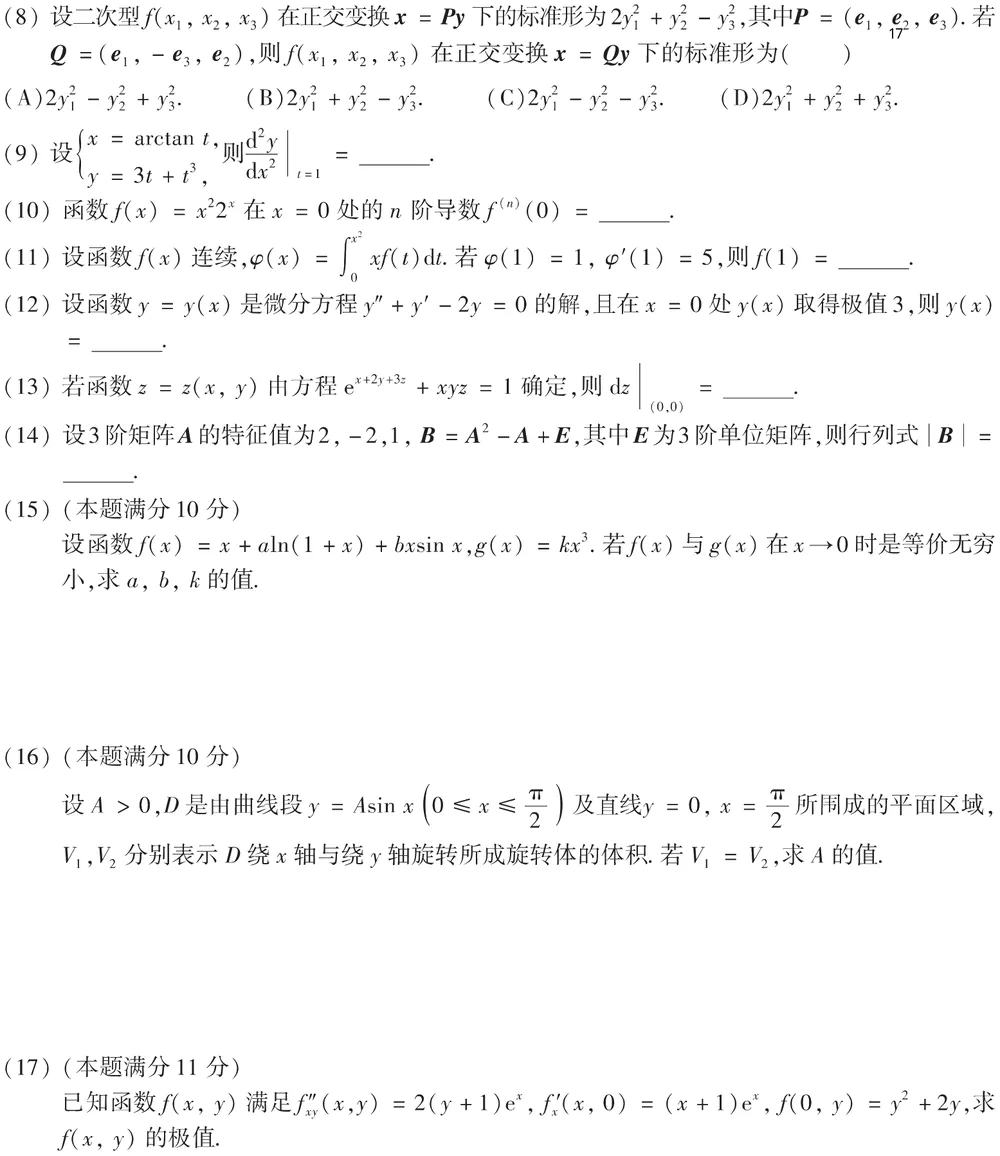 (8) 设二次型 f(x₁, x₂, x₃) 在正交变换 x = Py 下的标准形为 2y₁² + y₂² − y₃²,其中P = (e₁, e₂, e₃). 若
17
Q = (e₁, − e₃, e₂),则 f(x₁, x₂, x₃) 在正交变换 x = Qy 下的标准形为(　　)
(A)2y₁² − y₂² + y₃².　(B)2y₁² + y₂² − y₃².　(C)2y₁² − y₂² − y₃².　(D)2y₁² + y₂² + y₃².
(9) 设{x = arctan t, y = 3t + t³, 则 d²y/dx² |ₜ₌₁ = ______.
(10) 函数 f(x) = x²2ˣ 在 x = 0 处的 n 阶导数 f⁽ⁿ⁾(0) = ______.
(11) 设函数 f(x) 连续,φ(x) = ∫₀^{x²} xf(t)dt. 若 φ(1) = 1, φ′(1) = 5,则 f(1) = ______.
(12) 设函数 y = y(x) 是微分方程 y″ + y′ − 2y = 0 的解,且在 x = 0 处 y(x) 取得极值 3,则 y(x)
= ______.
(13) 若函数 z = z(x, y) 由方程 e^{x+2y+3z} + xyz = 1 确定,则 dz |_{(0,0)} = ______.
(14) 设3阶矩阵A的特征值为2, −2,1, B = A² − A + E,其中E为3阶单位矩阵,则行列式 | B | =
______.
(15) (本题满分 10 分)
设函数 f(x) = x + aln(1 + x) + bxsin x,g(x) = kx³. 若f(x) 与 g(x) 在 x→0 时是等价无穷
小,求 a, b, k 的值.
(16) (本题满分 10 分)
设 A > 0,D 是由曲线段 y = Asin x (0 ≤ x ≤ π/2) 及直线y = 0, x = π/2 所围成的平面区域,
V₁,V₂ 分别表示 D 绕 x 轴与绕 y 轴旋转所成旋转体的体积. 若 V₁ = V₂,求 A 的值.
(17) (本题满分 11 分)
已知函数 f(x, y) 满足 f″_{xy}(x,y) = 2(y + 1)eˣ, f′ₓ(x, 0) = (x + 1)eˣ, f(0, y) = y² + 2y,求
f(x, y) 的极值.